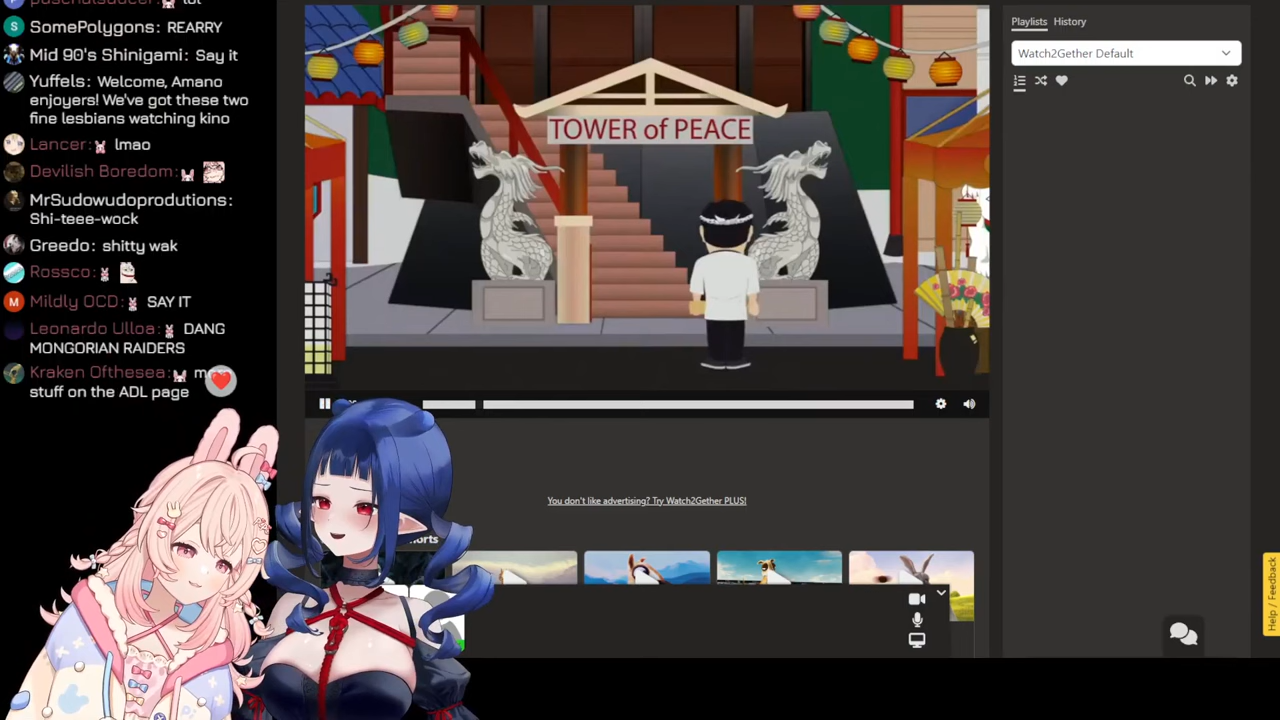 SomePolygons: REARRY
Mid 90's Shinigami: Say it
Yuffels: Welcome, Amano
enjoyers! We've got these two
fine lesbians watching kino
Lancer: lmao
Devilish Boredom:
MrSudowudoprodutions:
Shi-teee-wock
Greedo: shitty wak
Rossco:
M
Mildly OCD: SAY IT
Leonardo Ulloa: DANG
MONGORIAN RAIDERS
Kraken Ofthesea:
stuff on the ADL page
TOWER of PEACE
You don't like advertising? Try Watch2Gether PLUS!
Playlists History
Watch2Gether Default
Help / Feedback